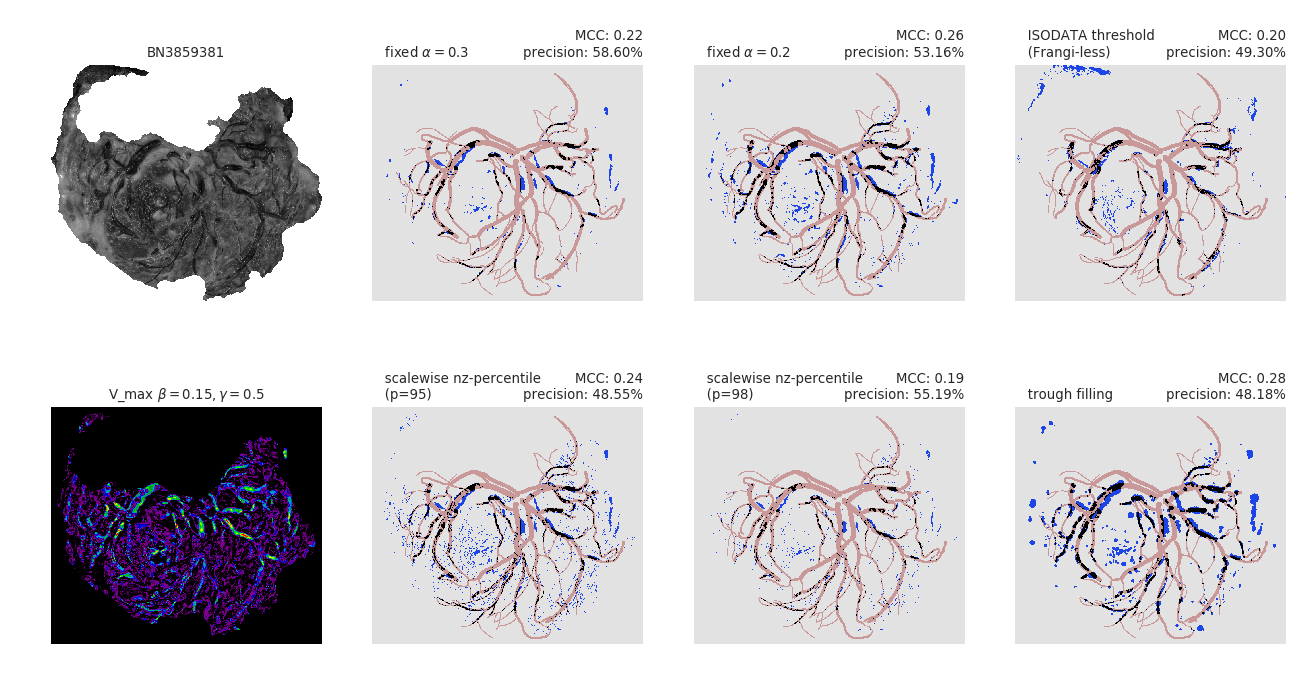 BN3859381
MCC: 0.22
fixed α = 0.3 precision: 58.60%
MCC: 0.26
fixed α = 0.2 precision: 53.16%
ISODATA threshold MCC: 0.20
(Frangi-less) precision: 49.30%
V_max β = 0.15, γ = 0.5
scalewise nz-percentile MCC: 0.24
(p=95) precision: 48.55%
scalewise nz-percentile MCC: 0.19
(p=98) precision: 55.19%
MCC: 0.28
trough filling precision: 48.18%